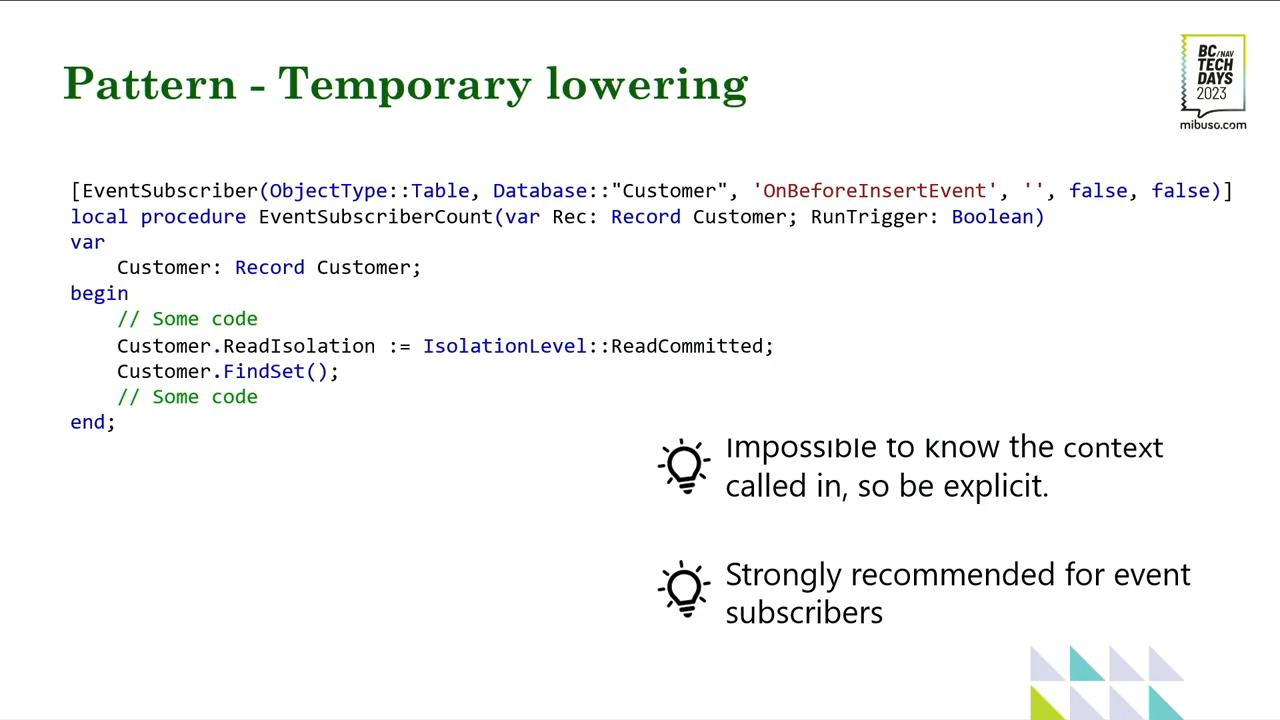 Pattern - Temporary lowering
BC/NAV
TECH
DAYS
2023
mibuso.com
[EventSubscriber(ObjectType::Table, Database::"Customer", 'OnBeforeInsertEvent', '', false, false)]
local procedure EventSubscriberCount(var Rec: Record Customer; RunTrigger: Boolean)
var
    Customer: Record Customer;
begin
    // Some code
    Customer.ReadIsolation := IsolationLevel::ReadCommitted;
    Customer.FindSet();
    // Some code
end;
Impossible to know the context
called in, so be explicit.
Strongly recommended for event
subscribers